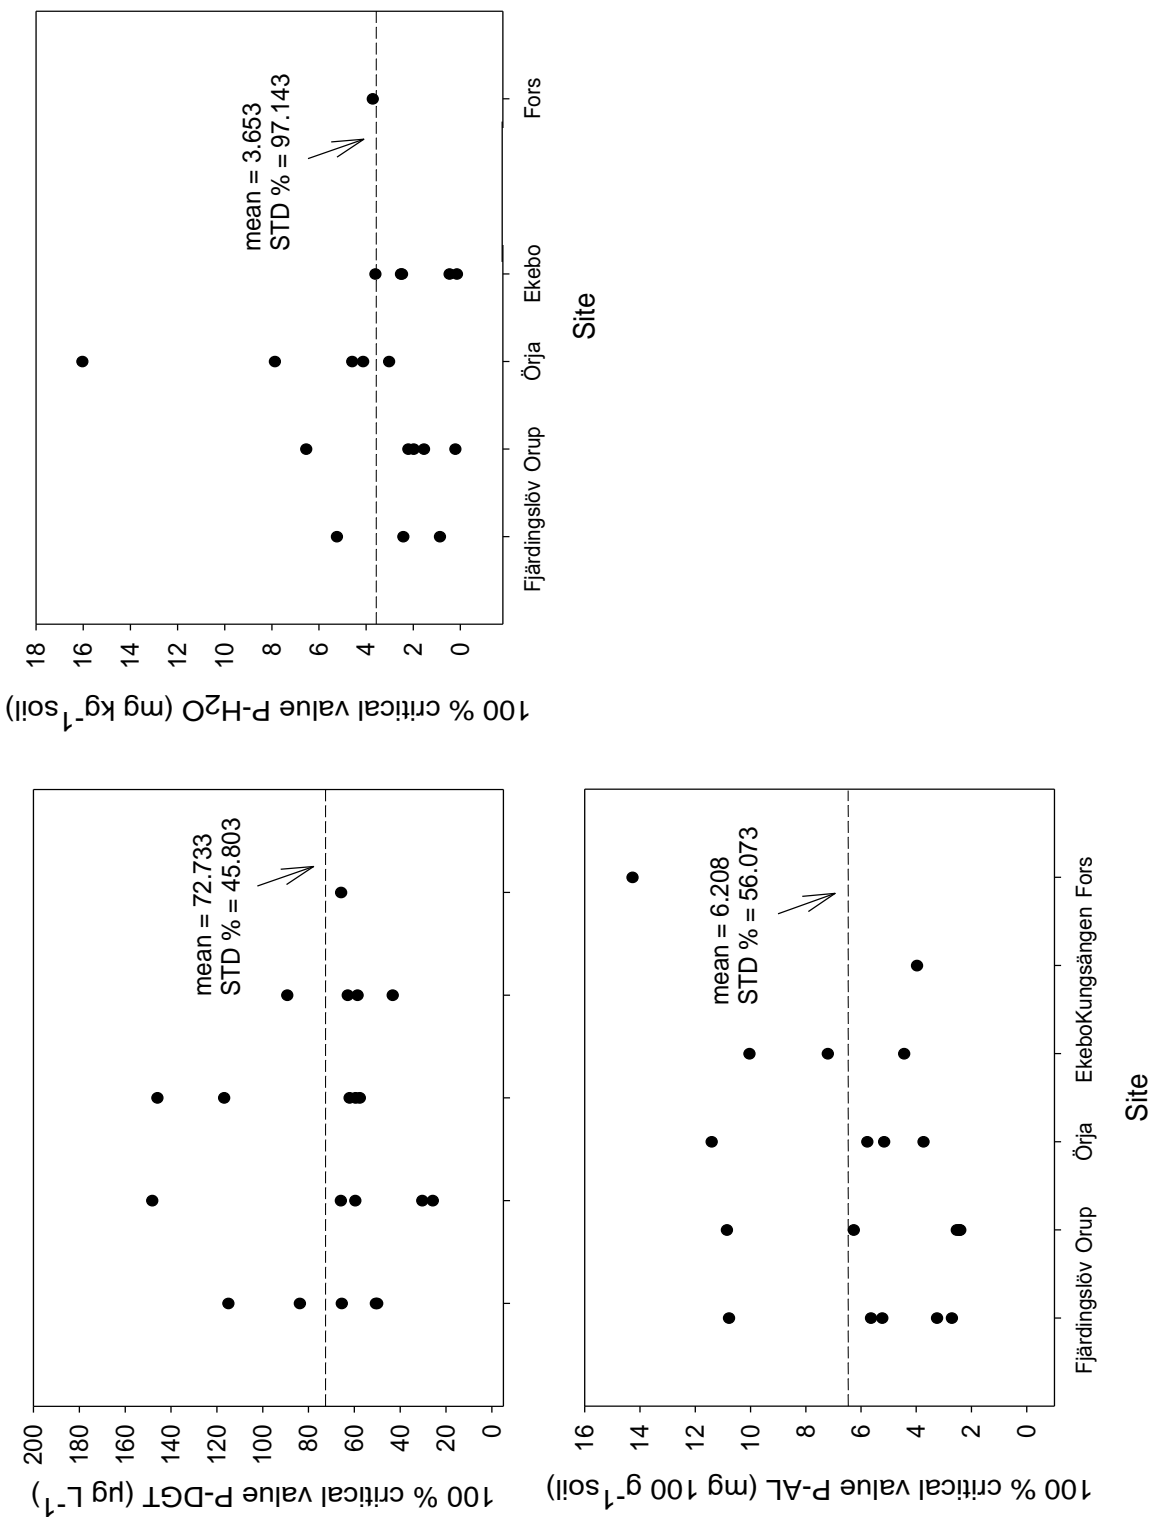 100 % critical value P-DGT (µg L⁻¹)
200
180
160
140
120
100
80
60
40
20
0
mean = 72.733
STD % = 45.803
100 % critical value P-H₂O (mg kg⁻¹soil)
18
16
14
12
10
8
6
4
2
0
mean = 3.653
STD % = 97.143
Fjärdingslöv Orup Örja Ekebo Fors
Site
100 % critical value P-AL (mg 100 g⁻¹soil)
16
14
12
10
8
6
4
2
0
mean = 6.208
STD % = 56.073
Fjärdingslöv Orup Örja EkeboKungsängen Fors
Site